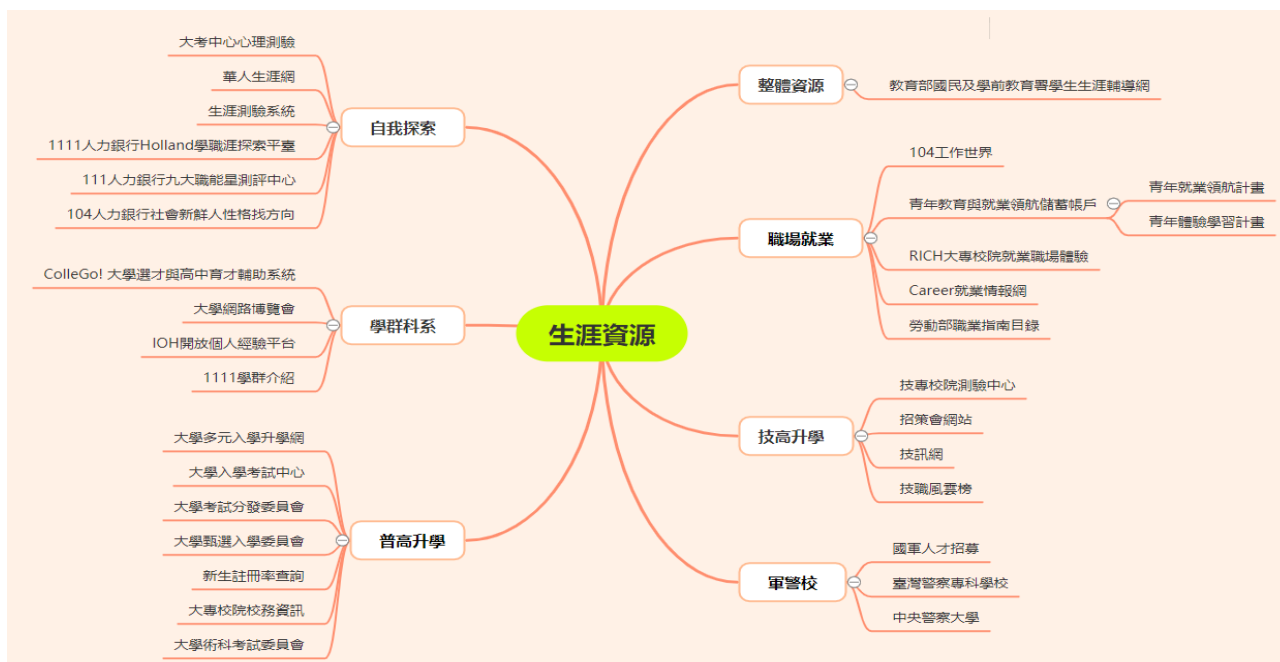 生涯資源
自我探索
大考中心心理測驗
華人生涯網
生涯測驗系統
1111人力銀行Holland學職涯探索平臺
111人力銀行九大職能星測評中心
104人力銀行社會新鮮人性格找方向
學群科系
ColleGo! 大學選才與高中育才輔助系統
大學網路博覽會
IOH開放個人經驗平台
1111學群介紹
普高升學
大學多元入學升學網
大學入學考試中心
大學考試分發委員會
大學甄選入學委員會
新生註冊率查詢
大專校院校務資訊
大學術科考試委員會
整體資源
教育部國民及學前教育署學生生涯輔導網
職場就業
104工作世界
青年教育與就業領航儲蓄帳戶
青年就業領航計畫
青年體驗學習計畫
RICH大專校院就業職場體驗
Career就業情報網
勞動部職業指南目錄
技高升學
技專校院測驗中心
招策會網站
技訊網
技職風雲榜
軍警校
國軍人才招募
臺灣警察專科學校
中央警察大學